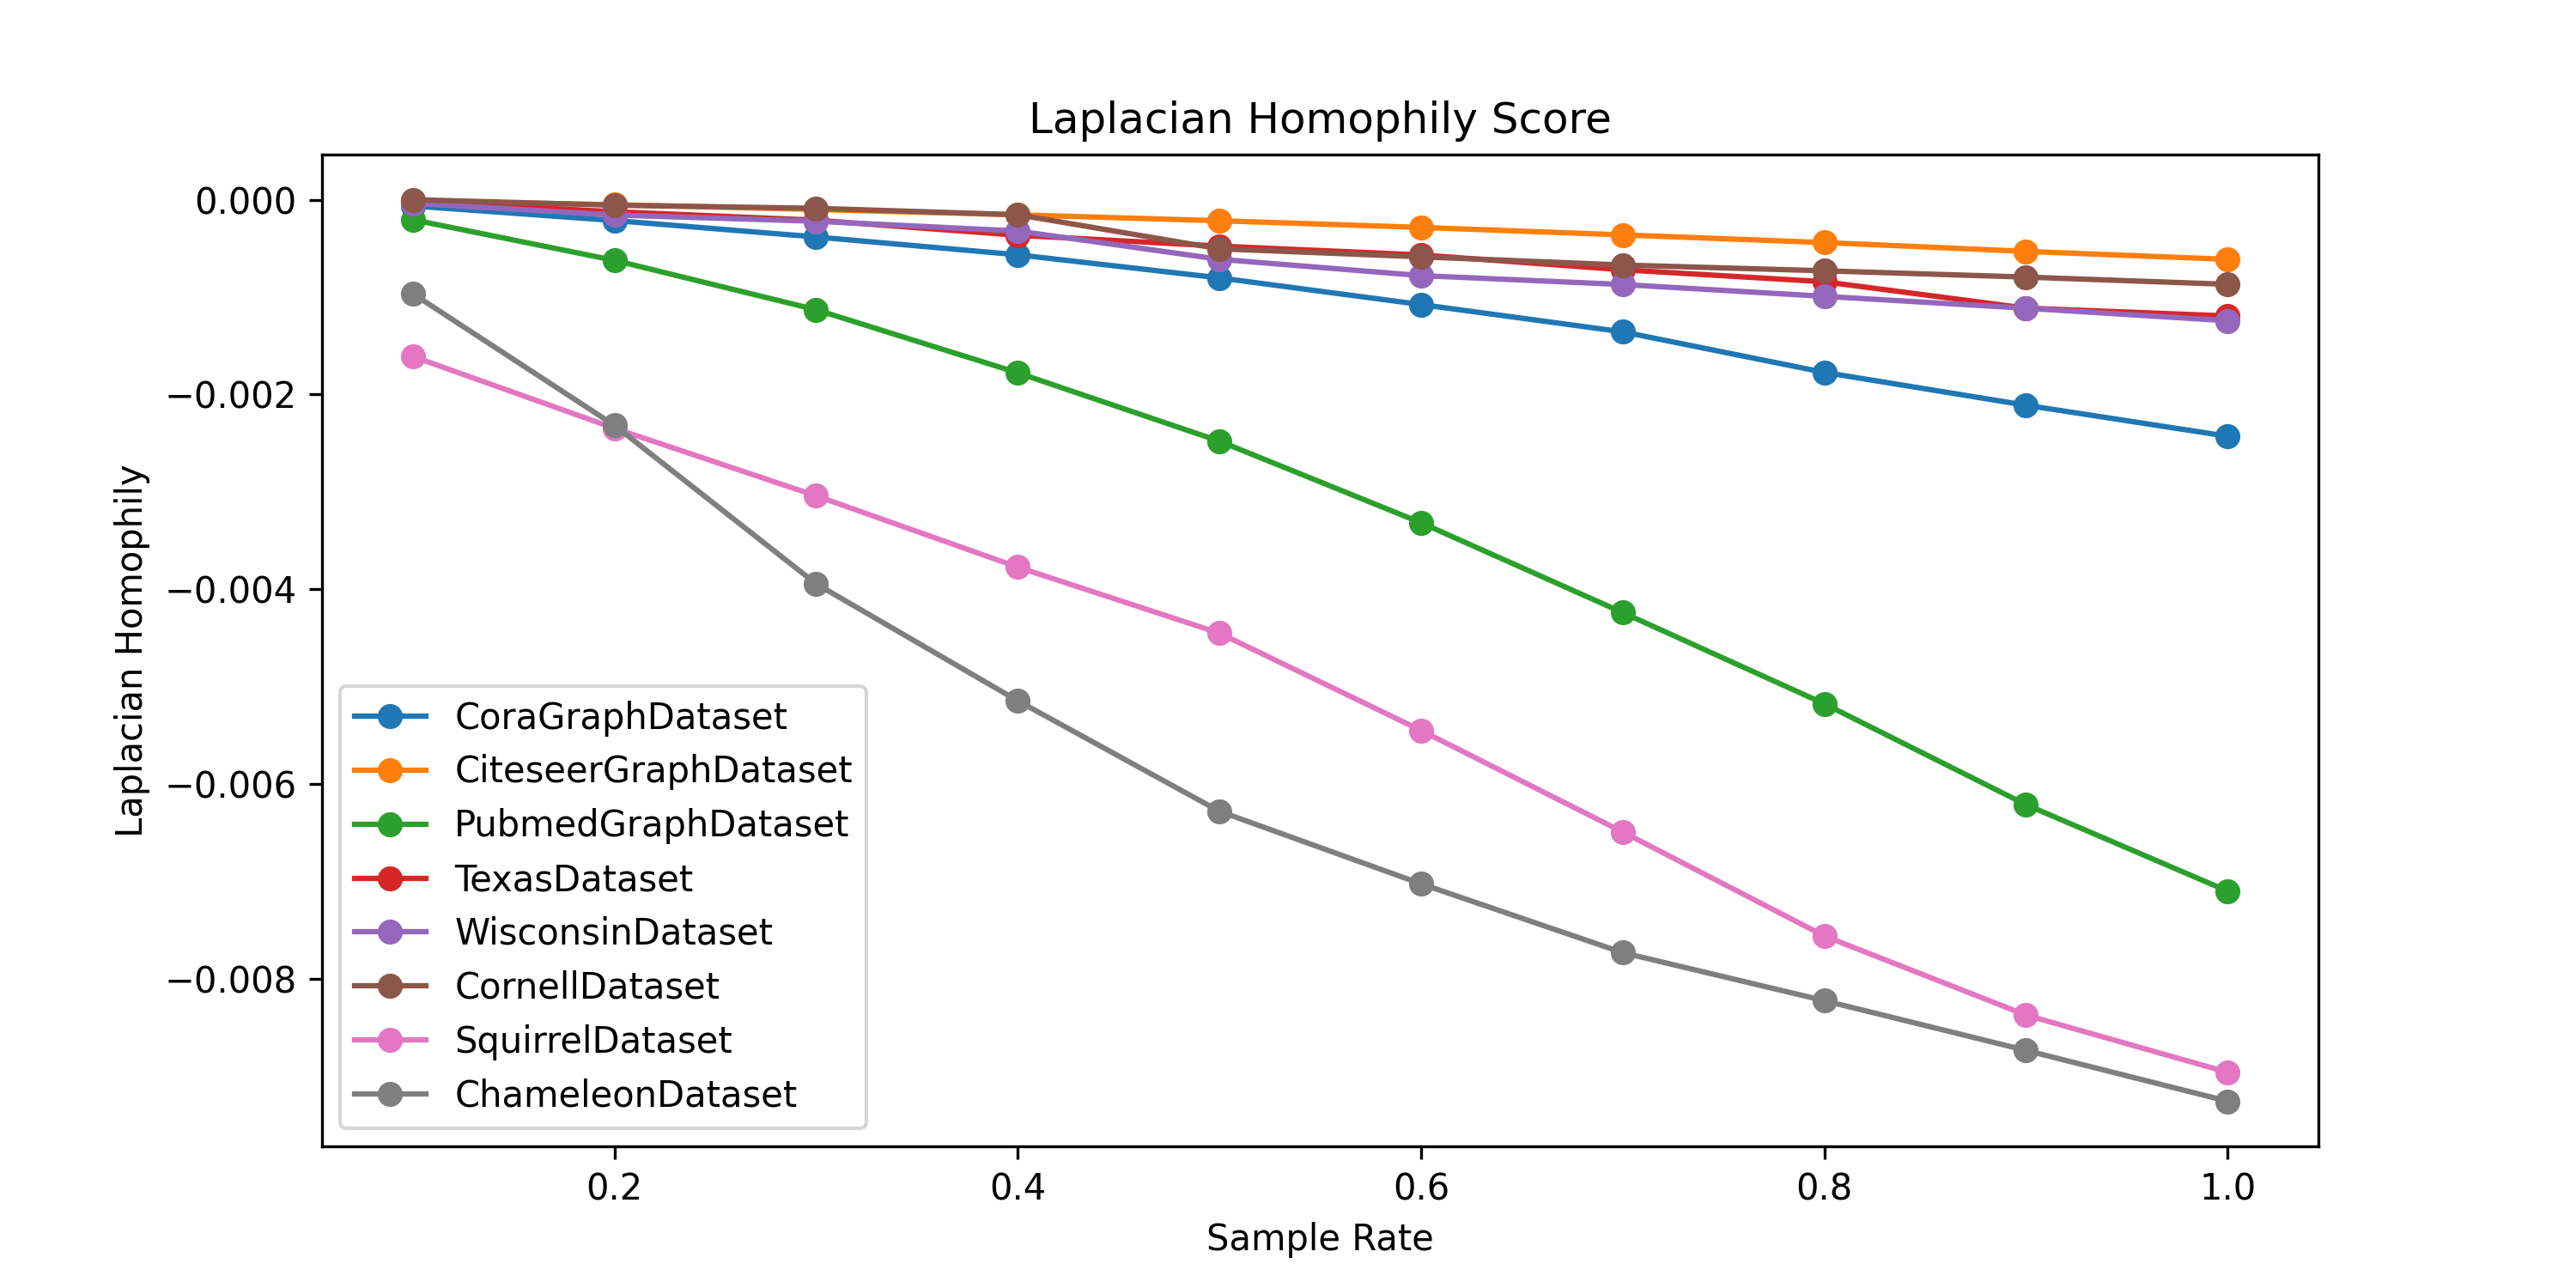 Laplacian Homophily Score
Laplacian Homophily
0.000
−0.002
−0.004
−0.006
−0.008
CoraGraphDataset
CiteseerGraphDataset
PubmedGraphDataset
TexasDataset
WisconsinDataset
CornellDataset
SquirrelDataset
ChameleonDataset
0.2 0.4 0.6 0.8 1.0
Sample Rate